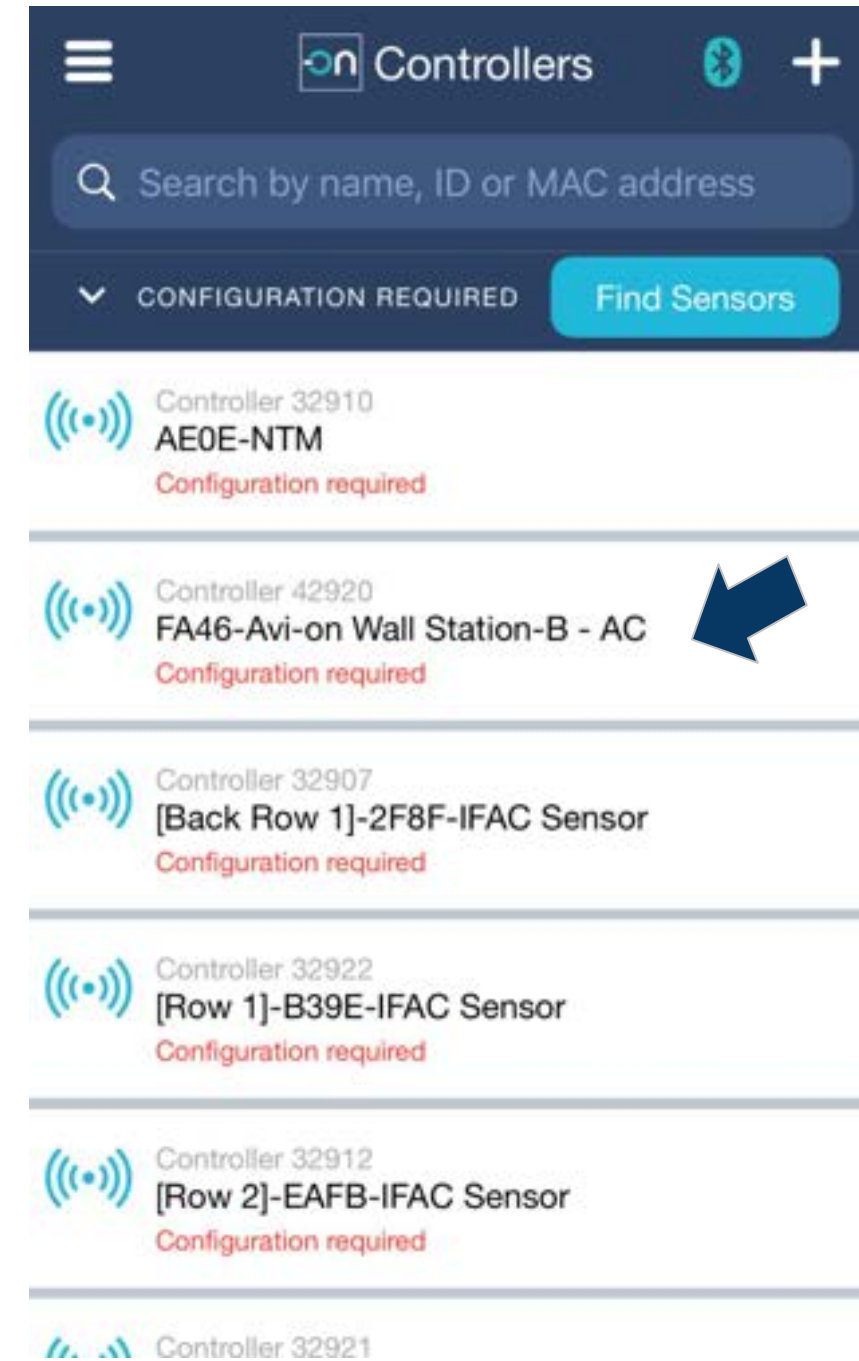 on Controllers
Search by name, ID or MAC address
CONFIGURATION REQUIRED Find Sensors
Controller 32910
AE0E-NTM
Configuration required
Controller 42920
FA46-Avi-on Wall Station-B - AC
Configuration required
Controller 32907
[Back Row 1]-2F8F-IFAC Sensor
Configuration required
Controller 32922
[Row 1]-B39E-IFAC Sensor
Configuration required
Controller 32912
[Row 2]-EAFB-IFAC Sensor
Configuration required
Controller 32921